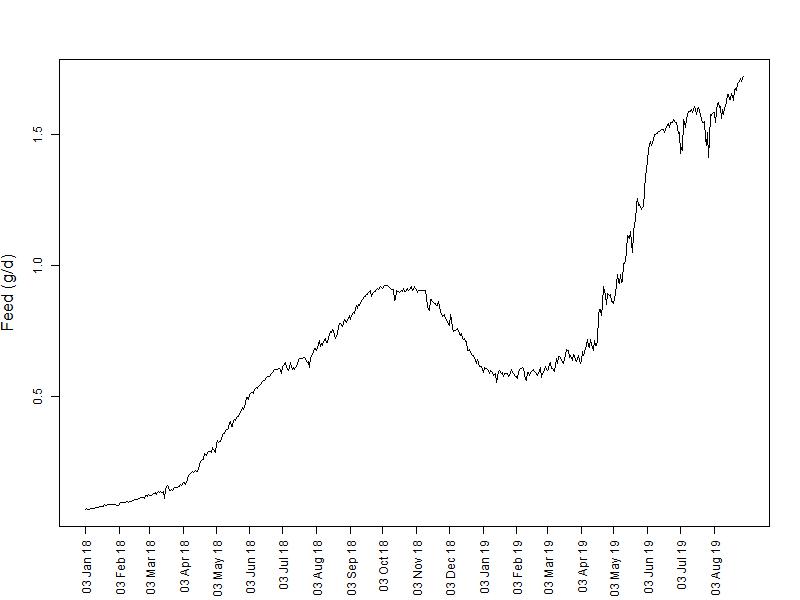 Feed (g/d)
1.5
1.0
0.5
03 Jan 18
03 Feb 18
03 Mar 18
03 Apr 18
03 May 18
03 Jun 18
03 Jul 18
03 Aug 18
03 Sep 18
03 Oct 18
03 Nov 18
03 Dec 18
03 Jan 19
03 Feb 19
03 Mar 19
03 Apr 19
03 May 19
03 Jun 19
03 Jul 19
03 Aug 19